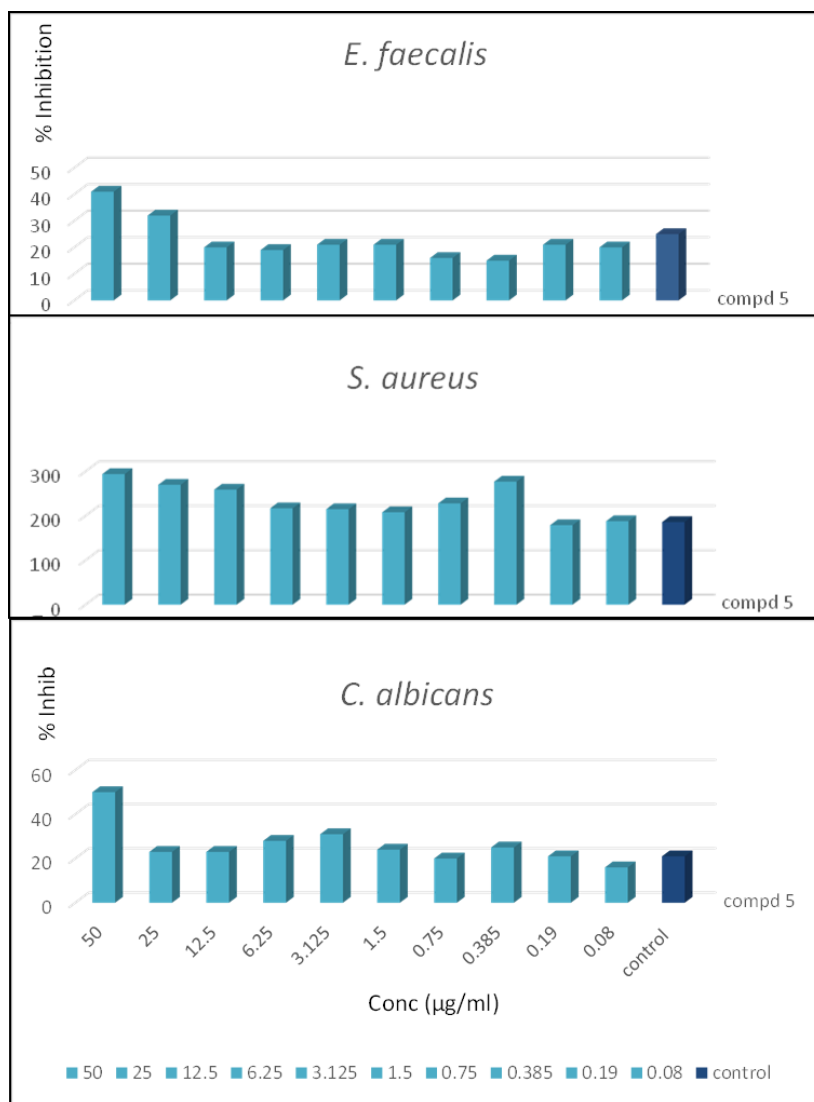 E. faecalis
% Inhibition
50
40
30
20
10
0
compd 5
S. aureus
300
200
100
0
compd 5
C. albicans
% Inhib
60
40
20
0
compd 5
50 25 12.5 6.25 3.125 1.5 0.75 0.385 0.19 0.08 control
Conc (µg/ml)
50 25 12.5 6.25 3.125 1.5 0.75 0.385 0.19 0.08 control